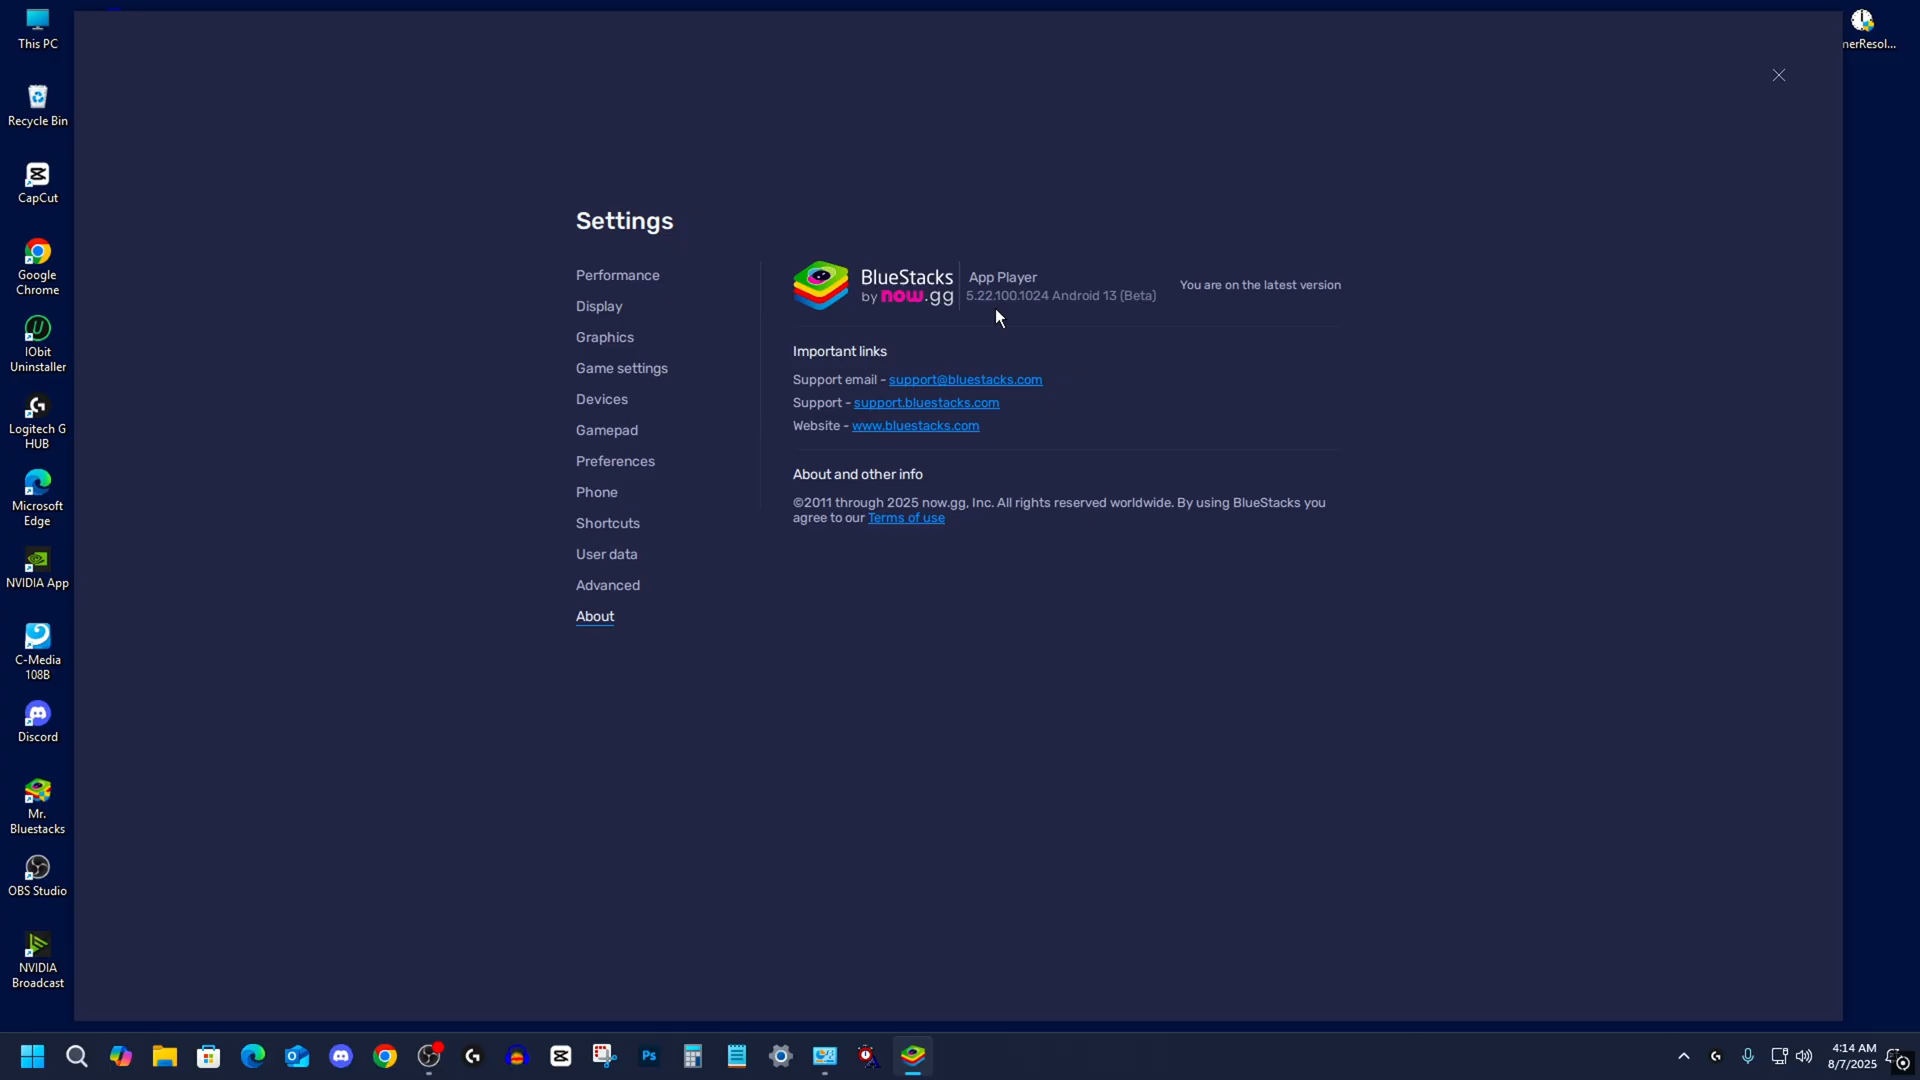 This PC
Recycle Bin
CapCut
Google
Chrome
IObit
Uninstaller
Logitech G
HUB
Microsoft
Edge
NVIDIA App
C-Media
108B
Discord
Mr.
Bluestacks
OBS Studio
NVIDIA
Broadcast
nerResol...
Settings
Performance
Display
Graphics
Game settings
Devices
Gamepad
Preferences
Phone
Shortcuts
User data
Advanced
About
BlueStacks
by now.gg
App Player
5.22.100.1024 Android 13 (Beta)
You are on the latest version
Important links
Support email - support@bluestacks.com
Support - support.bluestacks.com
Website - www.bluestacks.com
About and other info
©2011 through 2025 now.gg, Inc. All rights reserved worldwide. By using BlueStacks you
agree to our Terms of use
Ps
4:14 AM
8/7/2025